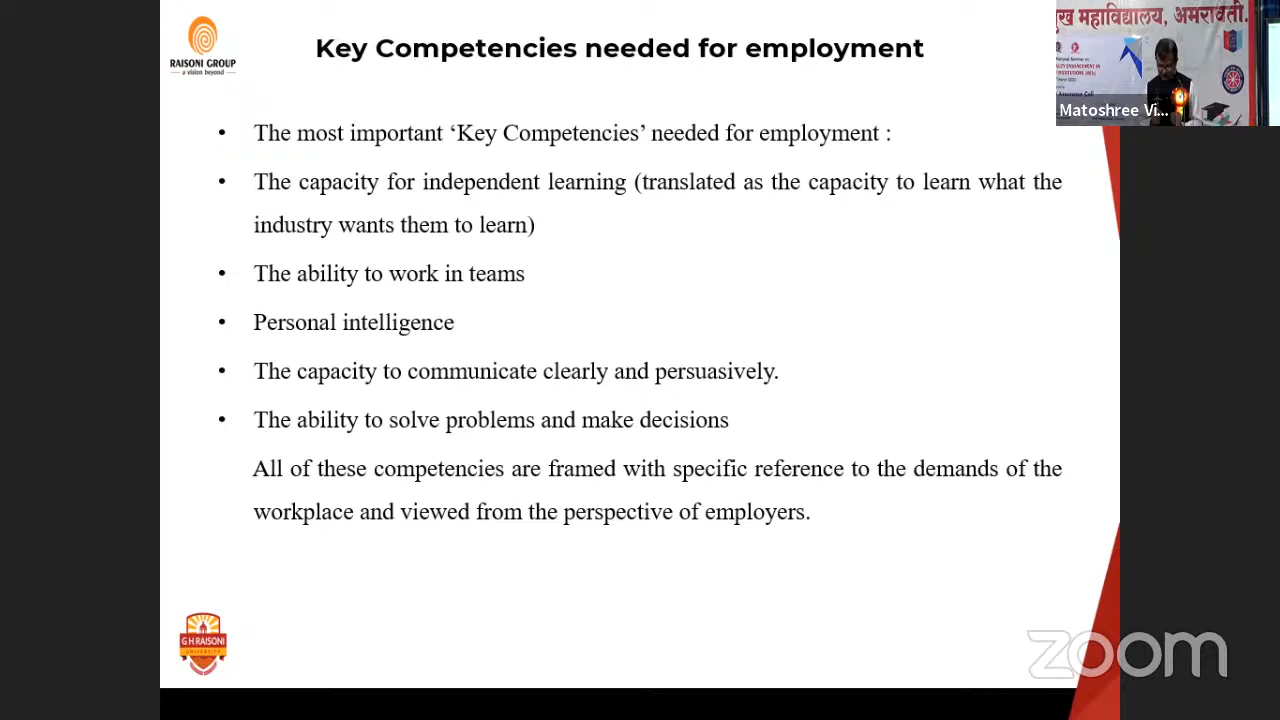 RAISONI GROUP
a vision beyond
Key Competencies needed for employment
• The most important ‘Key Competencies’ needed for employment :
• The capacity for independent learning (translated as the capacity to learn what the
industry wants them to learn)
• The ability to work in teams
• Personal intelligence
• The capacity to communicate clearly and persuasively.
• The ability to solve problems and make decisions
All of these competencies are framed with specific reference to the demands of the
workplace and viewed from the perspective of employers.
G H RAISONI
UNIVERSITY
महाविद्यालय, अमरावती.
Matoshree Vi...
zoom